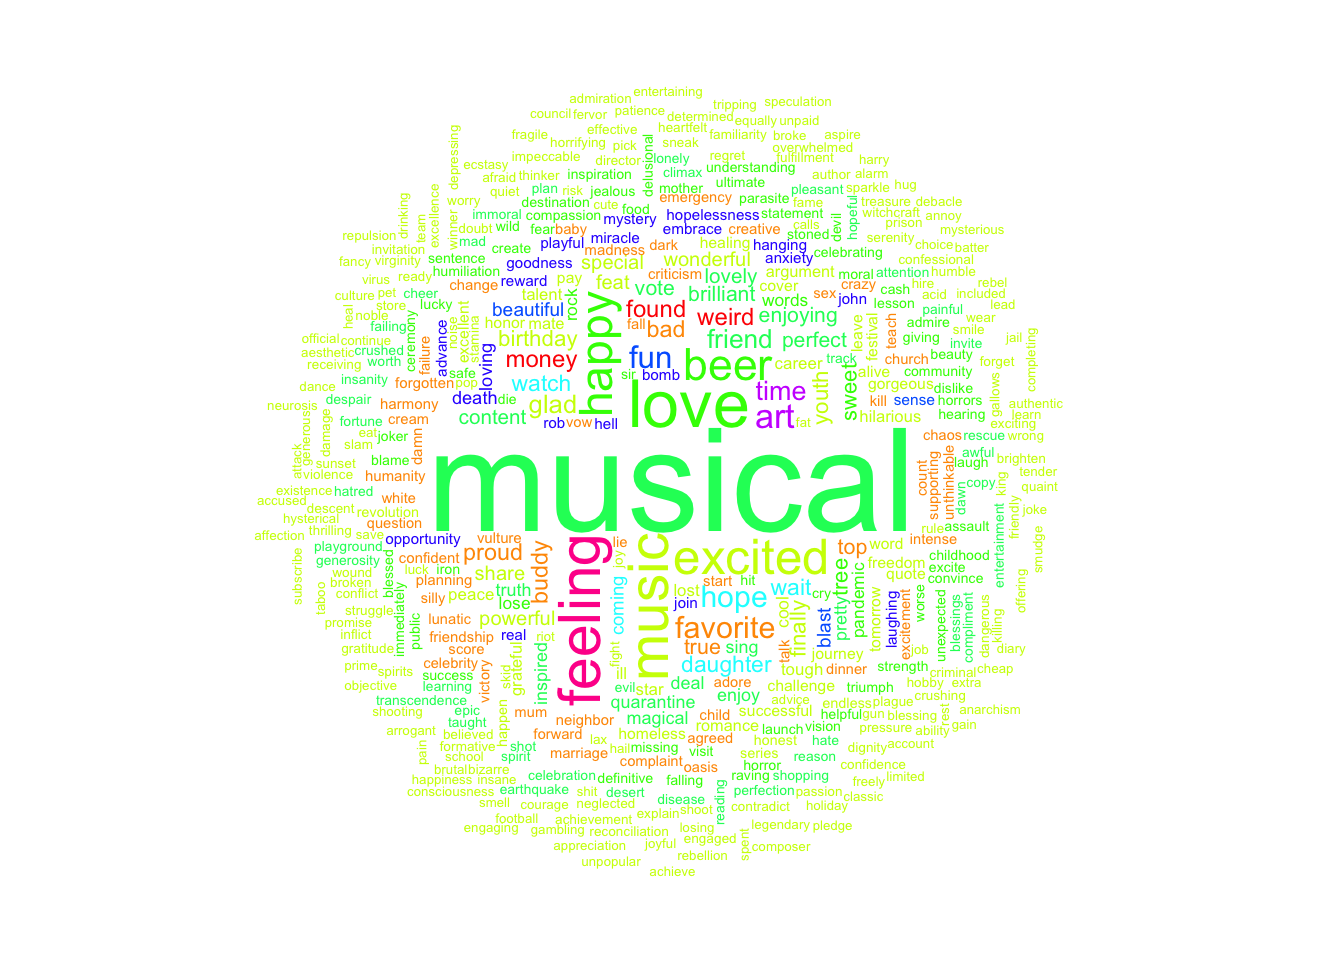 entertaining
admiration
tripping
speculation
council
fervor
patience
determined
equally
unpaid
fragile
effective
heartfelt
familiarity
broke
aspire
horrifying
pick
sneak
overwhelmed
depressing
ecstasy
impeccable
director
delusional
lonely
regret
fulfillment
harry
afraid
thinker
inspiration
climax
understanding
author
alarm
worry
quiet
plan
risk
jealous
mother
ultimate
pleasant
sparkle
hug
drinking
excellence
destination
cute
food
emergency
parasite
fame
treasure
debacle
team
winner
immoral
compassion
mystery
hopelessness
statement
devil
hopeful
witchcraft
annoy
repulsion
doubt
wild
fear
baby
embrace
creative
calls
stoned
prison
mysterious
invitation
mad
create
playful
miracle
dark
healing
hanging
celebrating
serenity
choice
batter
fancy
virginity
sentence
goodness
madness
wonderful
anxiety
confessional
virus
ready
humiliation
special
criticism
lovely
argument
moral
attention
humble
culture
pet
cheer
change
reward
pay
feat
vote
brilliant
cover
sex
crazy
cash
hire
rebel
heal
store
lucky
talent
rock
words
john
lesson
acid
included
noble
beautiful
happy
found
weird
enjoying
painful
lead
official
continue
failing
ceremony
failure
advance
noise
excellent
stamina
honor
mate
fall
bad
leave
festival
teach
admire
wear
aesthetic
crushed
birthday
friend
perfect
giving
invite
smile
jail
receiving
worth
safe
pop
loving
money
fun
beer
career
track
church
beauty
forget
completing
dance
insanity
forgotten
watch
sir
bomb
time
sweet
alive
gorgeous
community
dislike
gallows
neurosis
despair
harmony
death
die
glad
love
art
youth
kill
sense
horrors
authentic
generous
damage
fortune
cream
content
rob
vow
hell
fat
hilarious
hearing
learn
exciting
eat
joker
damn
musical
chaos
rescue
wrong
slam
attack
sunset
blame
count
supporting
unthinkable
awful
laugh
brighten
violence
humanity
tender
existence
hatred
white
dawn
copy
king
quaint
accused
descent
revolution
question
rule
assault
friendly
joke
hysterical
thrilling
save
opportunity
vulture
feeling
lie
music
excited
top
word
intense
entertainment
smudge
affection
playground
confident
proud
buddy
joy
childhood
generosity
blessed
luck
iron
share
start
hit
wait
tree
freedom
excite
subscribe
wound
planning
truth
coming
lost
hope
quote
convince
taboo
broken
conflict
silly
peace
lose
join
cool
cry
pretty
pandemic
tomorrow
laughing
excitement
worse
unexpected
blessings
compliment
dangerous
killing
offering
struggle
immediately
public
lunatic
powerful
favorite
finally
blast
promise
friendship
real
riot
true
sing
talk
journey
job
inflict
score
fight
daughter
dinner
diary
gratitude
celebrity
victory
skid
grateful
inspired
ill
tough
strength
criminal
cheap
prime
spirits
success
evil
star
deal
adore
challenge
triumph
hobby
extra
objective
learning
quarantine
enjoy
advice
endless
plague
crushing
transcendence
happen
mum
neighbor
magical
child
successful
helpful
gun
blessing
rest
anarchism
shooting
epic
taught
forward
homeless
romance
launch
vision
pressure
ability
gain
arrogant
believed
lax
agreed
honest
hate
dignity
account
pain
formative
shot
marriage
hail
missing
visit
series
reason
school
spirit
complaint
oasis
horror
confidence
brutal
bizarre
celebration
definitive
falling
raving
shopping
limited
happiness
insane
earthquake
shit
desert
perfection
passion
freely
consciousness
disease
reading
classic
smell
courage
neglected
contradict
holiday
football
achievement
explain
shoot
engaging
gambling
reconciliation
losing
legendary
pledge
appreciation
joyful
engaged
spent
composer
unpopular
rebellion
achieve